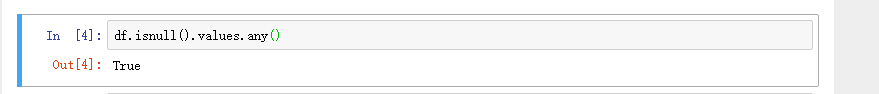 In [4]: df.isnull().values.any()
Out[4]: True